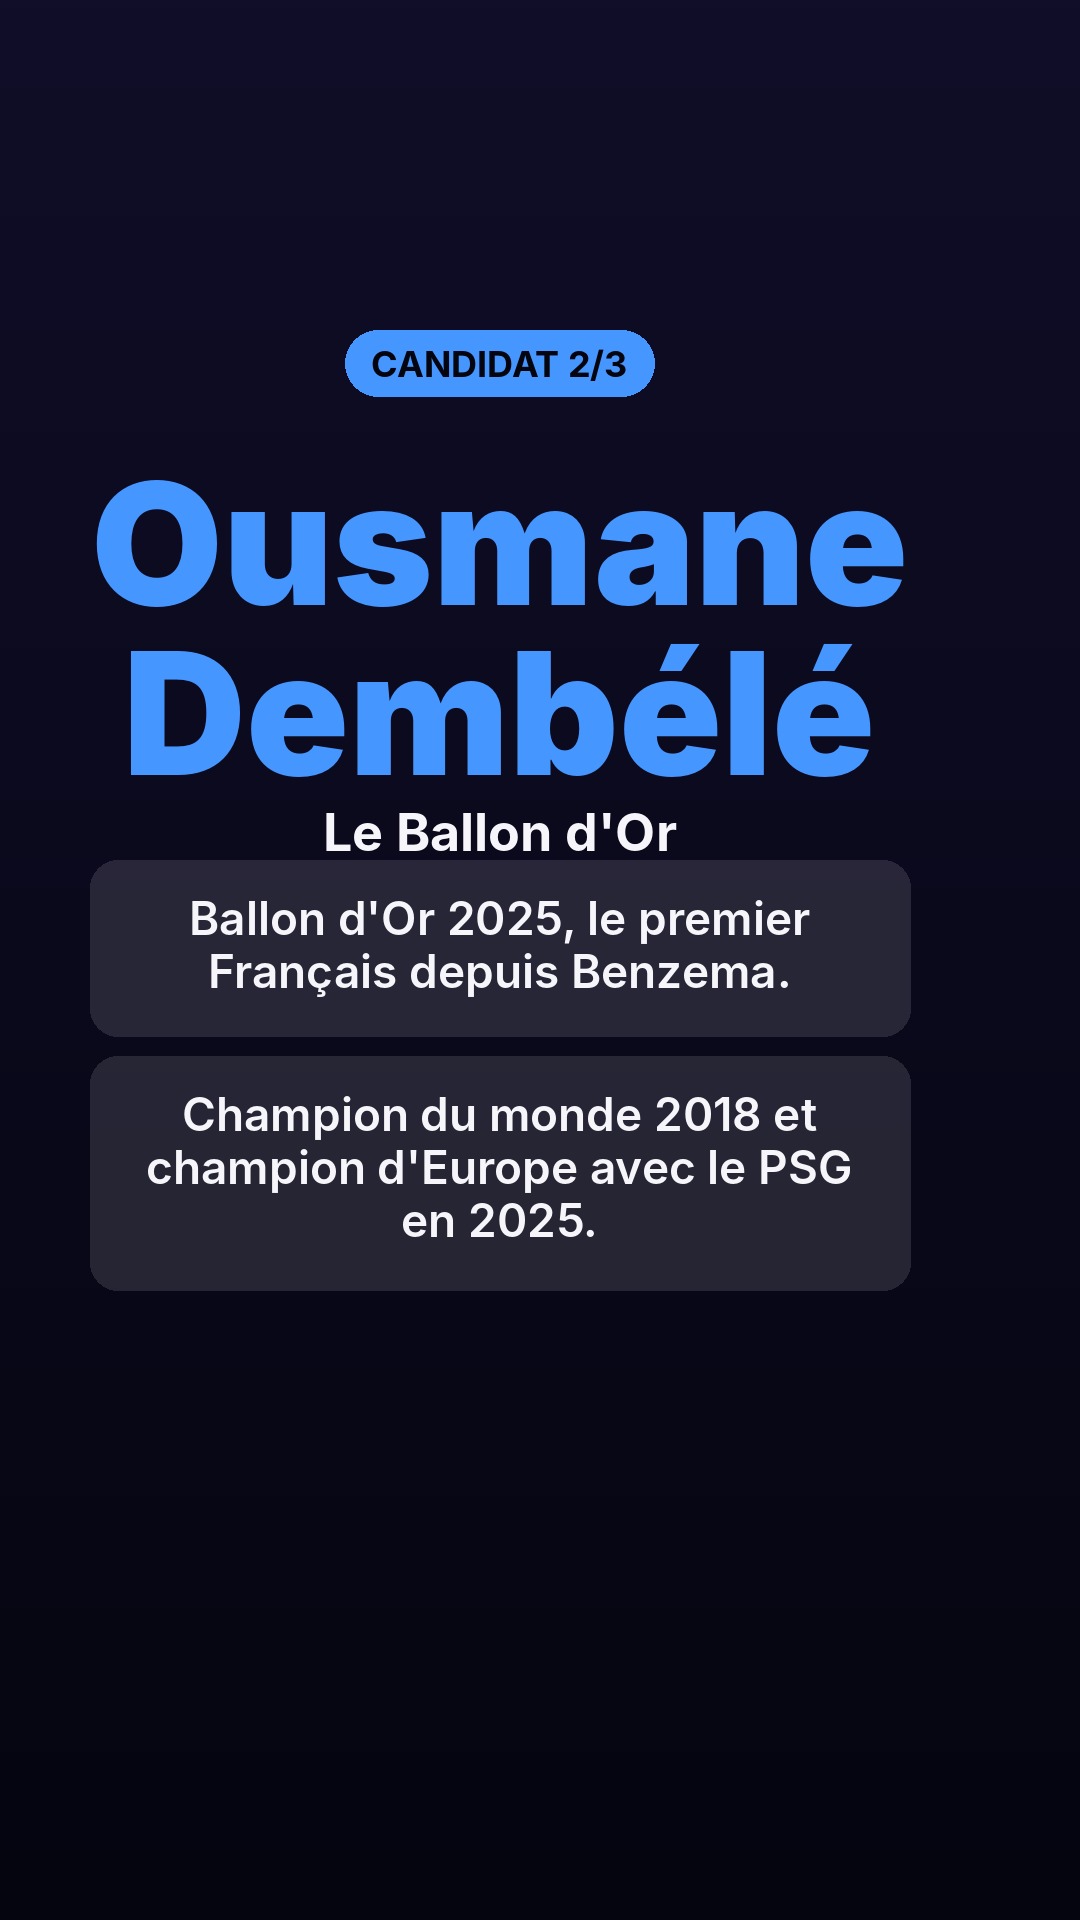 CANDIDAT 2/3
Ousmane
Dembélé
Le Ballon d'Or
Ballon d'Or 2025, le premier
Français depuis Benzema.
Champion du monde 2018 et
champion d'Europe avec le PSG
en 2025.